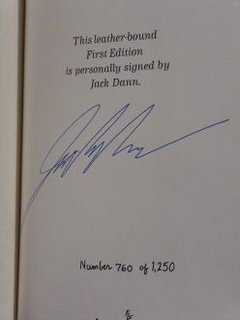 This leather-bound
First Edition
is personally signed by
Jack Dann.
Number 760 of 1,250